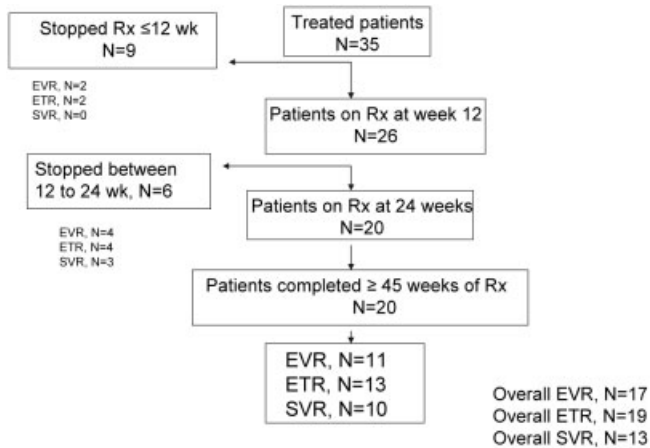 Treated patients
N=35
Stopped Rx ≤12 wk
N=9
EVR, N=2
ETR, N=2
SVR, N=0
Patients on Rx at week 12
N=26
Stopped between
12 to 24 wk, N=6
EVR, N=4
ETR, N=4
SVR, N=3
Patients on Rx at 24 weeks
N=20
Patients completed ≥ 45 weeks of Rx
N=20
EVR, N=11
ETR, N=13
SVR, N=10
Overall EVR, N=17
Overall ETR, N=19
Overall SVR, N=13